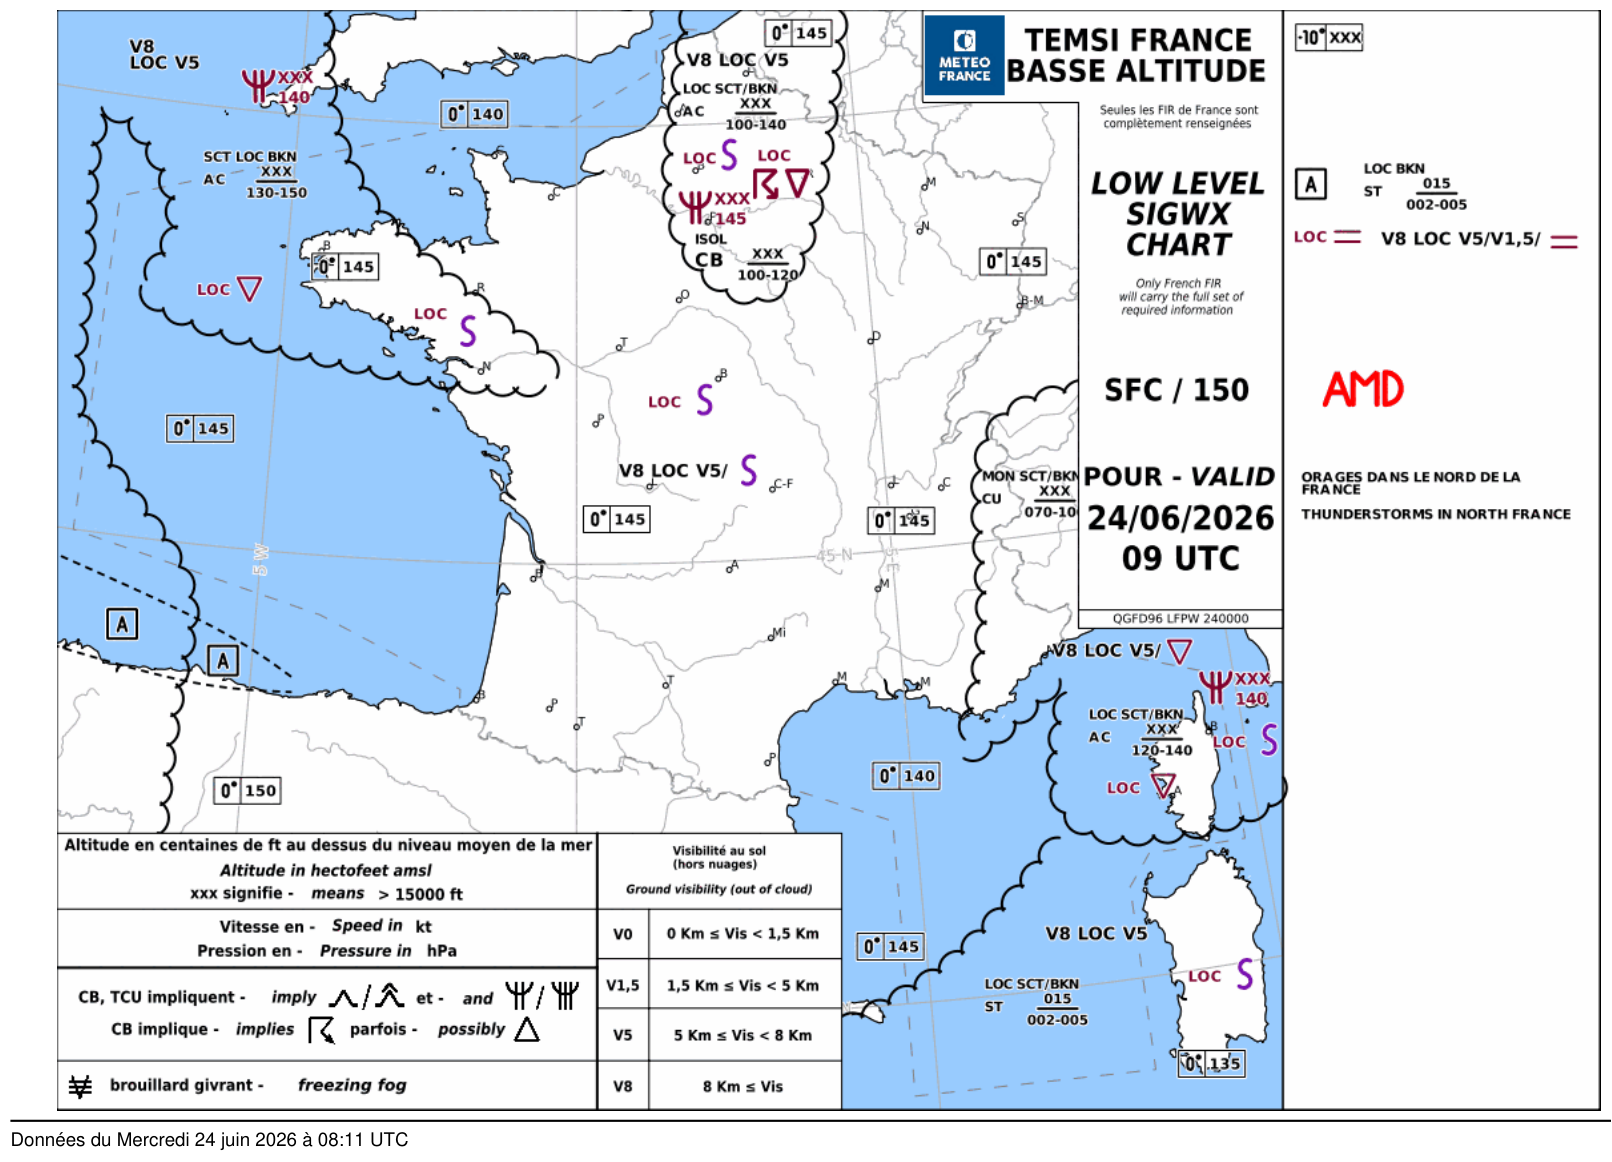 V8
LOC V5
XXX
140
0° 140
SCT LOC BKN
AC XXX
130-150
LOC
0° 145
LOC
0° 145
0° 145
V8 LOC V5
LOC SCT/BKN
AC XXX
100-140
LOC
LOC
XXX
145
ISOL
CB XXX
100-120
0° 145
LOC
V8 LOC V5/
0° 145
0° 145
MON SCT/BKN
CU XXX
070-10
45 N
5 W
A
A
0° 150
B
R
N
C
C
O
T
B
P
L
C-F
M
N
S
B-M
D
L
C
A
M
Mi
B
B
P
T
T
P
M
M
METEO
FRANCE
TEMSI FRANCE
BASSE ALTITUDE
Seules les FIR de France sont
complètement renseignées
LOW LEVEL
SIGWX
CHART
Only French FIR
will carry the full set of
required information
SFC / 150
POUR - VALID
24/06/2026
09 UTC
QGFD96 LFPW 240000
V8 LOC V5/
XXX
140
LOC SCT/BKN
AC XXX
120-140
B
LOC
LOC
A
0° 140
0° 145
V8 LOC V5
LOC SCT/BKN
ST 015
002-005
LOC
0° 135
-10° XXX
A
LOC BKN
ST 015
002-005
LOC V8 LOC V5/V1,5/
AMD
ORAGES DANS LE NORD DE LA
FRANCE
THUNDERSTORMS IN NORTH FRANCE
Altitude en centaines de ft au dessus du niveau moyen de la mer
Altitude in hectofeet amsl
xxx signifie - means > 15000 ft
Vitesse en - Speed in kt
Pression en - Pressure in hPa
CB, TCU impliquent - imply / et - and /
CB implique - implies parfois - possibly
brouillard givrant - freezing fog
Visibilité au sol
(hors nuages)
Ground visibility (out of cloud)
V0 0 Km ≤ Vis < 1,5 Km
V1,5 1,5 Km ≤ Vis < 5 Km
V5 5 Km ≤ Vis < 8 Km
V8 8 Km ≤ Vis
Données du Mercredi 24 juin 2026 à 08:11 UTC